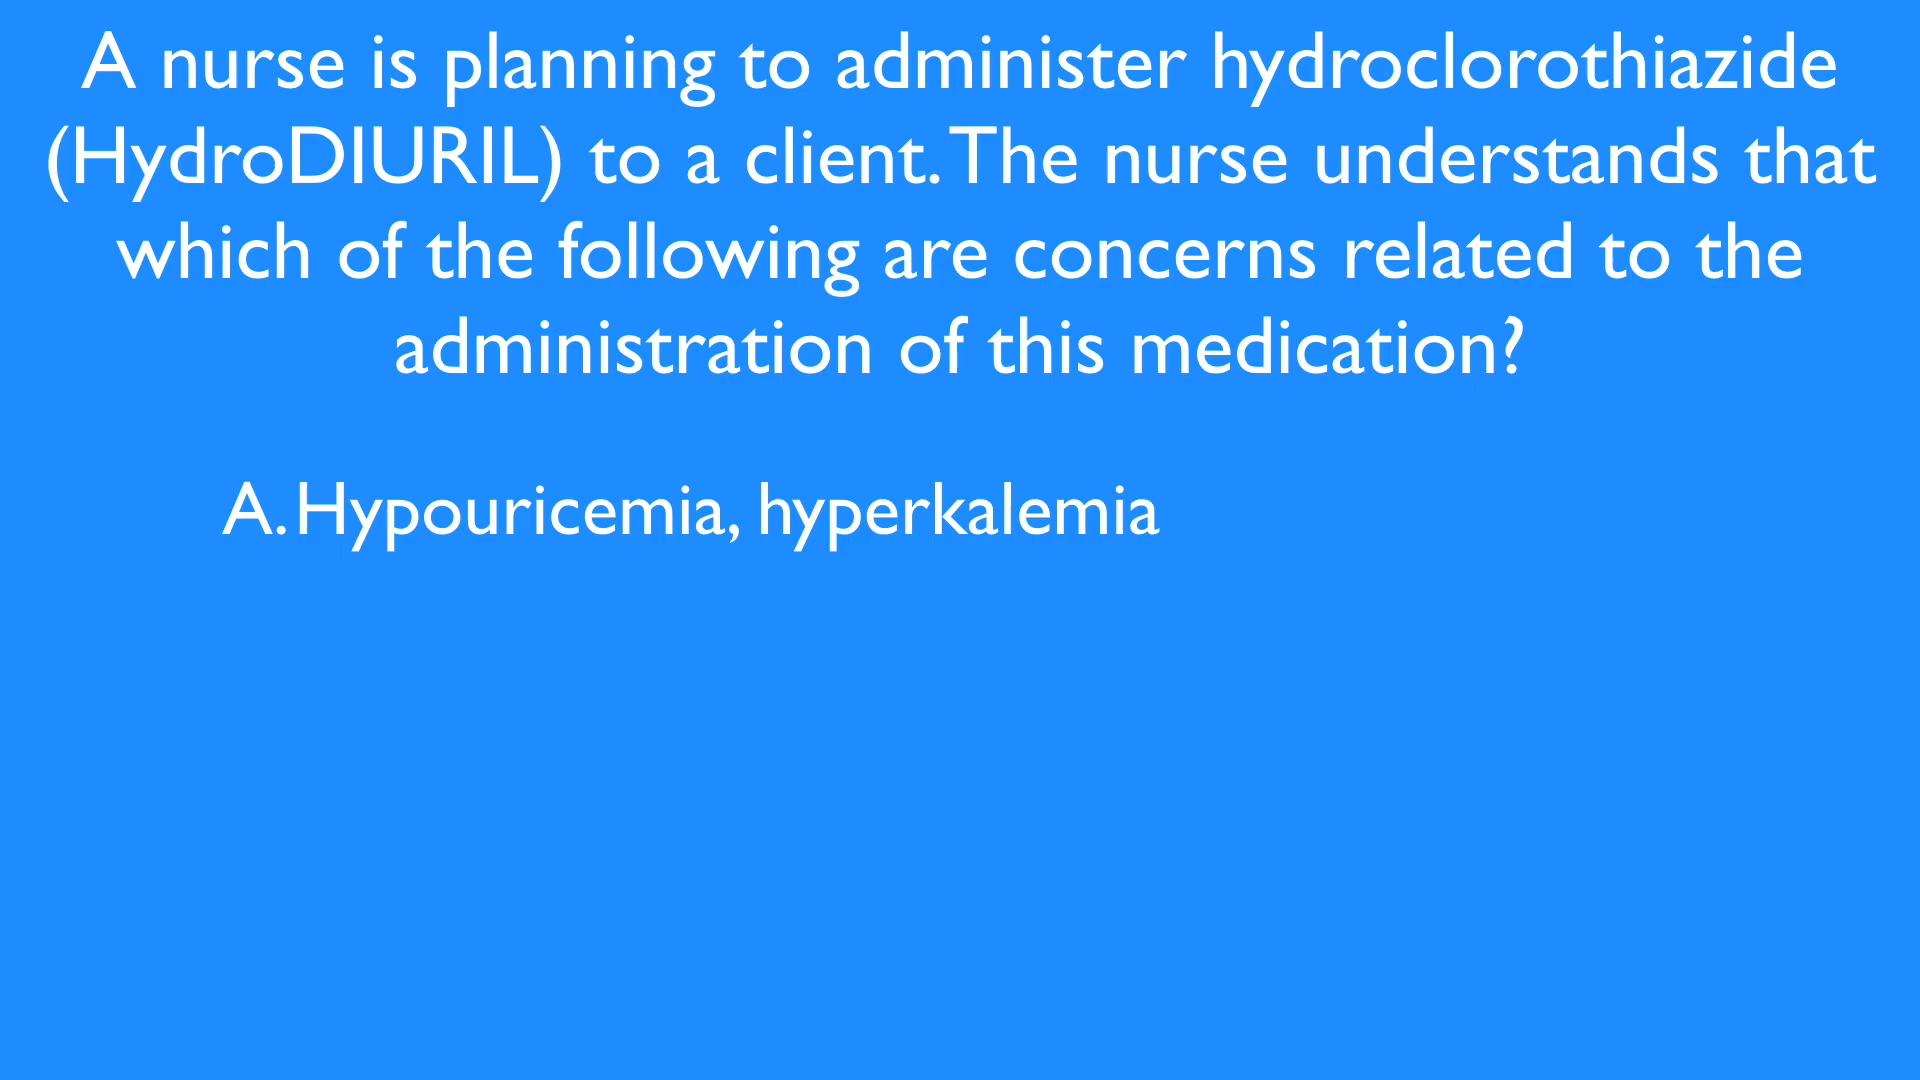 A nurse is planning to administer hydroclorothiazide
(HydroDIURIL) to a client. The nurse understands that
which of the following are concerns related to the
administration of this medication?
A. Hypouricemia, hyperkalemia